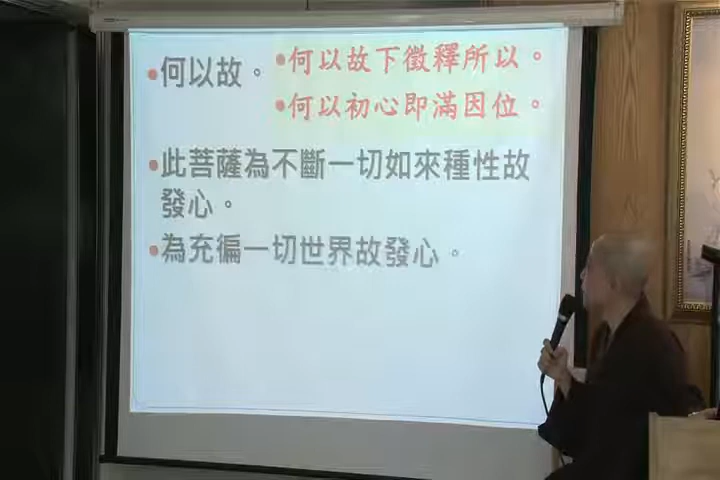 •何以故。
•何以故下徵釋所以。
•何以初心即滿因位。
•此菩薩為不斷一切如來種性故
發心。
•為充徧一切世界故發心。